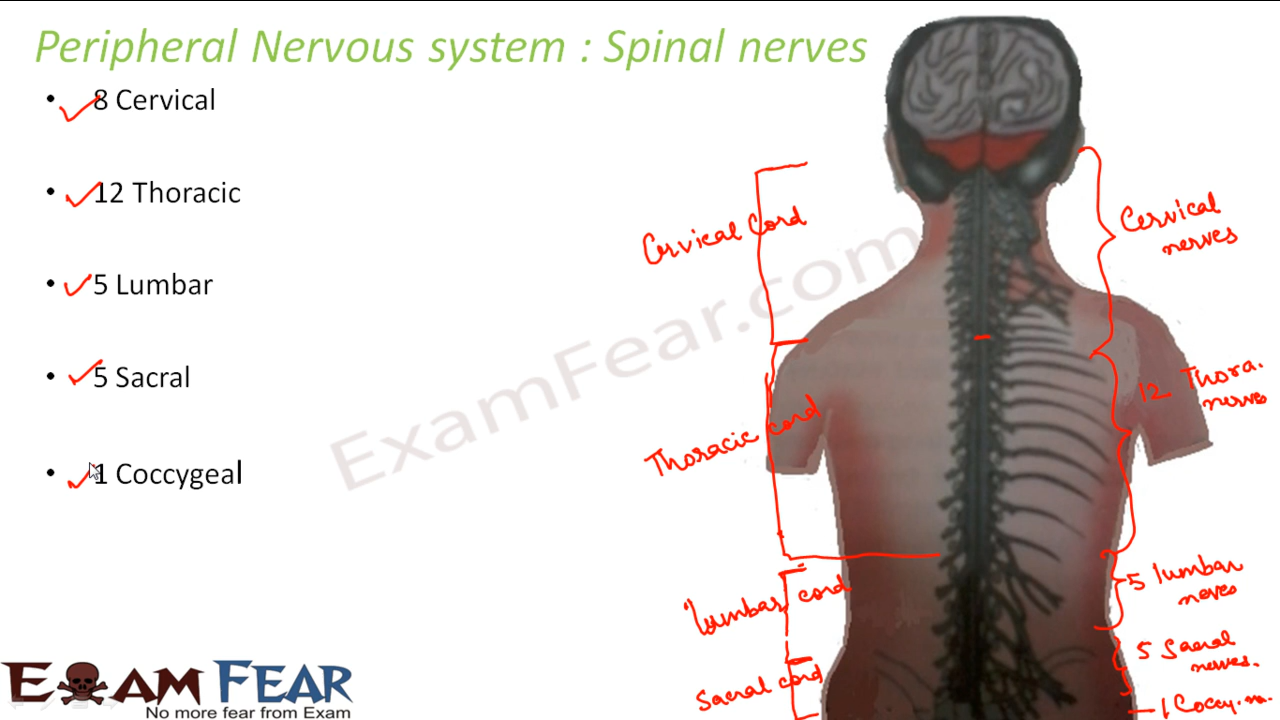 Peripheral Nervous system : Spinal nerves
• 8 Cervical
• 12 Thoracic
• 5 Lumbar
• 5 Sacral
• 1 Coccygeal
Cervical Cord
Thoracic cord
lumbar cord
Sacral cord
Cervical
nerves
12 Thora.
nerves
5 lumbar
neves
5 Sacral
nerves.
1 Coccy. n.
ExamFear.com
EXAM FEAR
No more fear from Exam